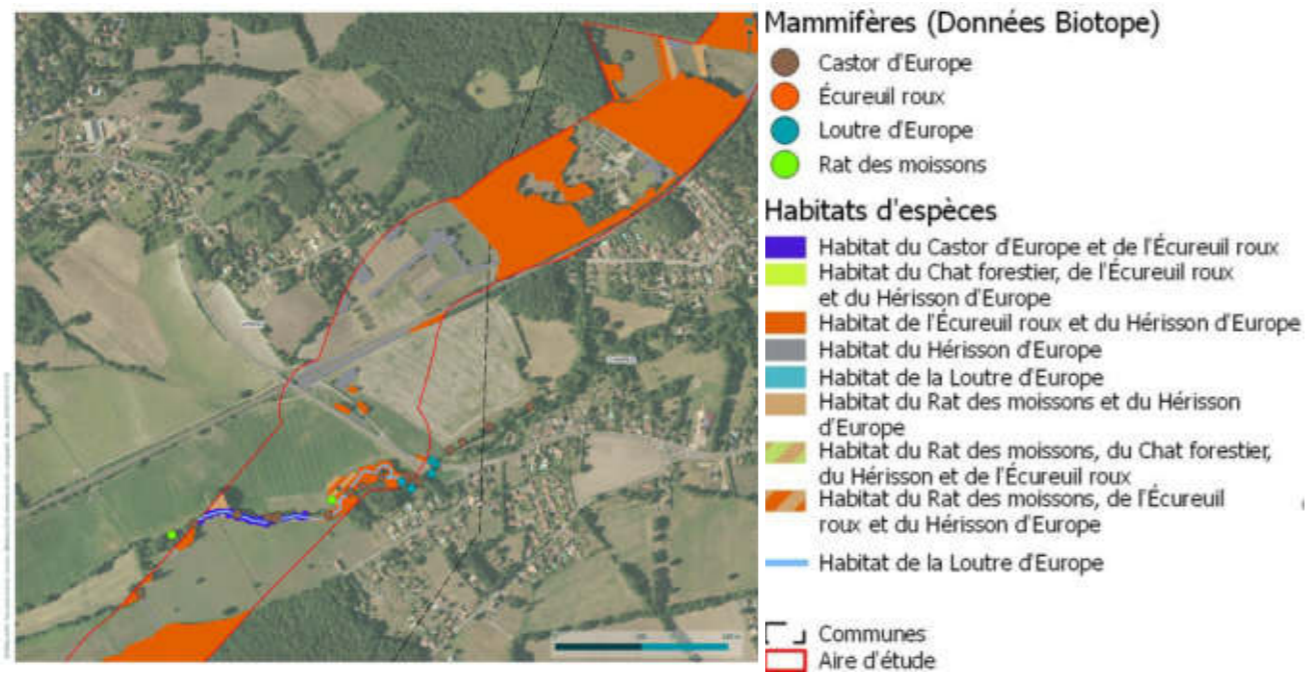 Mammifères (Données Biotope)
Castor d'Europe
Écureuil roux
Loutre d'Europe
Rat des moissons
Habitats d'espèces
Habitat du Castor d'Europe et de l'Écureuil roux
Habitat du Chat forestier, de l'Écureuil roux
et du Hérisson d'Europe
Habitat de l'Écureuil roux et du Hérisson d'Europe
Habitat du Hérisson d'Europe
Habitat de la Loutre d'Europe
Habitat du Rat des moissons et du Hérisson
d'Europe
Habitat du Rat des moissons, du Chat forestier,
du Hérisson et de l'Écureuil roux
Habitat du Rat des moissons, de l'Écureuil
roux et du Hérisson d'Europe
Habitat de la Loutre d'Europe
Communes
Aire d'étude